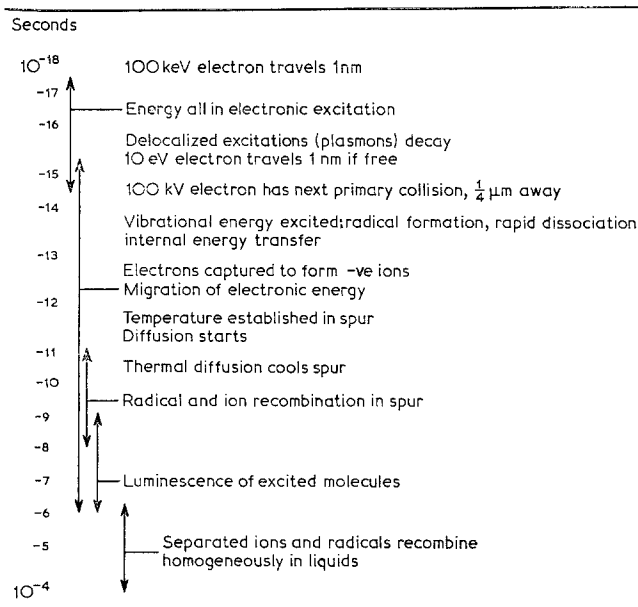 Seconds
10⁻¹⁸ 100 keV electron travels 1nm
-17
Energy all in electronic excitation
-16
Delocalized excitations (plasmons) decay
10 eV electron travels 1 nm if free
-15
100 kV electron has next primary collision, ¼ μm away
-14
Vibrational energy excited; radical formation, rapid dissociation
internal energy transfer
-13
Electrons captured to form -ve ions
Migration of electronic energy
-12
Temperature established in spur
Diffusion starts
-11
Thermal diffusion cools spur
-10
Radical and ion recombination in spur
-9
-8
-7 Luminescence of excited molecules
-6
-5 Separated ions and radicals recombine
homogeneously in liquids
10⁻⁴